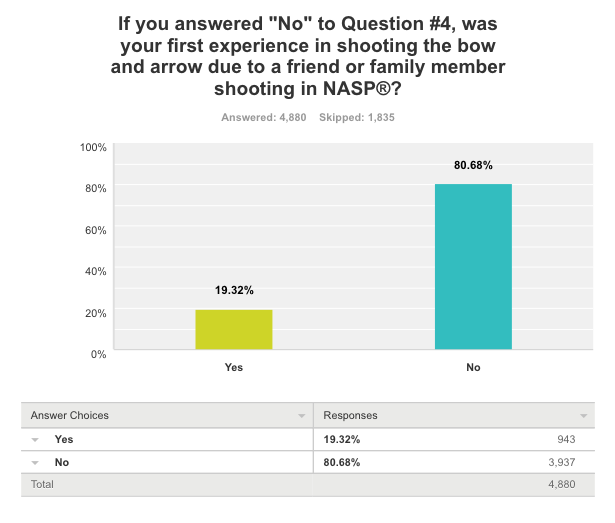 If you answered "No" to Question #4, was
your first experience in shooting the bow
and arrow due to a friend or family member
shooting in NASP®?
Answered: 4,880 Skipped: 1,835
100%
80%
60%
40%
20%
0%
80.68%
19.32%
Yes No
Answer Choices Responses
Yes 19.32% 943
No 80.68% 3,937
Total 4,880